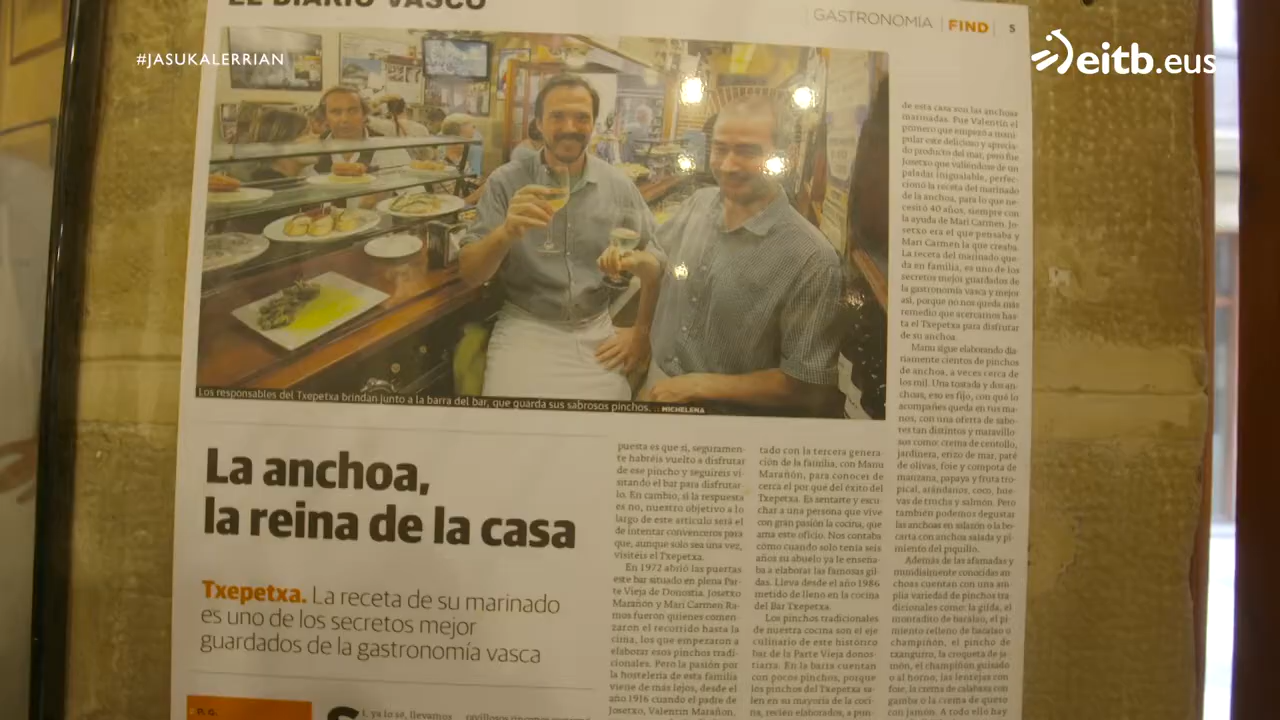 EL DIARIO VASCO
GASTRONOMÍA | FIND | 5
#JASUKALERRIAN
eitb.eus
Los responsables del Txepetxa brindan junto a la barra del bar, que guarda sus sabrosos pinchos. :: MICHELENA
La anchoa,
la reina de la casa
Txepetxa. La receta de su marinado
es uno de los secretos mejor
guardados de la gastronomía vasca
R. G.
Sí, ya lo sé, llevamos
puesta es que sí, seguramen-
te habréis vuelto a disfrutar
de ese pincho y seguiréis vi-
sitando el bar para disfrutar-
lo. En cambio, si la respuesta
es no, nuestro objetivo a lo
largo de este artículo será el
de intentar convenceros para
que, aunque solo sea una vez,
visitéis el Txepetxa.
En 1972 abrió las puertas
este bar situado en plena Par-
te Vieja de Donostia. Josetxo
Marañón y Mari Carmen Ra-
mos fueron quienes comen-
zaron el recorrido hasta la
cima, los que empezaron a
elaborar esos pinchos tradi-
cionales. Pero la pasión por
la hostelería de esta familia
viene de más lejos, desde el
año 1916 cuando el padre de
Josetxo, Valentín Marañón,
tado con la tercera genera-
ción de la familia, con Manu
Marañón, para conocer de
cerca el por qué del éxito del
Txepetxa. Es sentarte y escu-
char a una persona que vive
con gran pasión la cocina, que
ama este oficio. Nos contaba
cómo cuando solo tenía seis
años su abuelo ya le enseña-
ba a elaborar las famosas gil-
das. Lleva desde el año 1986
metido de lleno en la cocina
del Bar Txepetxa.
Los pinchos tradicionales
de nuestra cocina son el eje
culinario de este histórico
bar de la Parte Vieja donos-
tiarra. En la barra cuentan
con pocos pinchos, porque
los pinchos del Txepetxa sa-
len en su mayoría de la coci-
na, recién elaborados, a pun-
de esta casa son las anchoas
marinadas. Fue Valentín el
primero que empezó a mani-
pular este delicioso y aprecia-
do producto del mar, pero fue
Josetxo que valiéndose de un
paladar inigualable, perfec-
cionó la receta del marinado
de la anchoa, para lo que ne-
cesitó 40 años, siempre con
la ayuda de Mari Carmen. Jo-
setxo era el que pensaba y
Mari Carmen la que creaba.
La receta del marinado que-
da en familia, es uno de los
secretos mejor guardados de
la gastronomía vasca y mejor
así, porque no nos queda más
remedio que acercarnos has-
ta el Txepetxa para disfrutar
de su anchoa.
Manu sigue elaborando dia-
riamente cientos de pinchos
de anchoa, a veces cerca de
los mil. Una tostada y dos an-
choas, eso es fijo, con qué lo
acompañes queda en tus ma-
nos, con una oferta de sabo-
res tan distintos y maravillo-
sos como: crema de centollo,
jardinera, erizo de mar, paté
de olivas, foie y compota de
manzana, papaya y fruta tro-
pical, arándanos, coco, hue-
vas de trucha y salmón. Pero
también podemos degustar
las anchoas en salazón o la bo-
carta con anchoa salada y pi-
miento del piquillo.
Además de las afamadas y
mundialmente conocidas an-
choas cuentan con una am-
plia variedad de pinchos tra-
dicionales como: la gilda, el
montadito de bacalao, el pi-
miento relleno de bacalao o
champiñón, el pincho de
txangurro, la croqueta de ja-
món, el champiñón guisado
o al horno, las lentejas con
foie, la crema de calabaza con
gamba o la crema de queso
con jamón. A todo ello hay